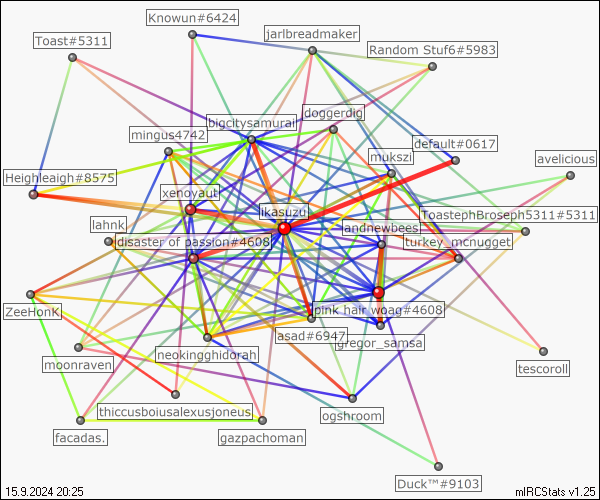 Knowun#6424
jarlbreadmaker
Toast#5311
Random Stuf6#5983
doggerdig
bigcitysamurai
mingus4742
default#0617
mukszi
avelicious
Heighleaigh#8575
xenoyauti
ikasuzu
ToastephBroseph5311#5311
lahnk
landnewbees
disaster of passion#4608
turkey_mcnugget
ZeeHonK
pink hair woag#4608
asad#6947
gregor_samsa
neokingghidorah
moonraven
tescoroll
thiccusboiusalexusjoneus
ogshroom
facadas.
gazpachoman
Duck™#9103
15.9.2024 20:25
mIRCStats v1.25